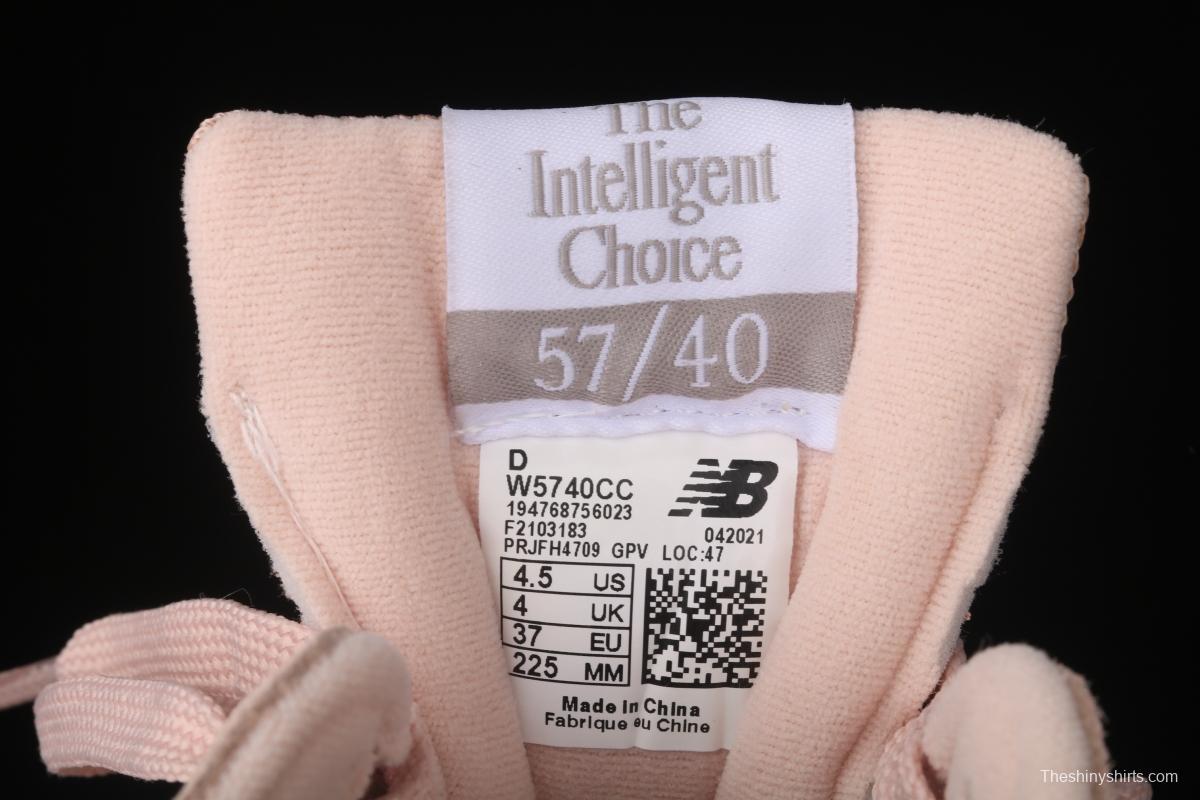 The
Intelligent
Choice
57/40
D
W5740CC
NB
194768756023
F2103183
042021
PRJFH4709 GPV LOC:47
4.5 US
4 UK
37 EU
225 MM
Made in China
Fabrique eu Chine
Theshinyshirts.com